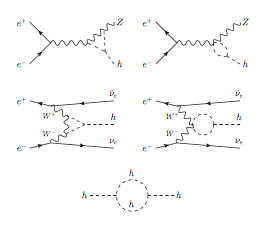 e⁺ Z e⁺ Z
e⁻ h e⁻ h
e⁺ ν̄ₑ e⁺ ν̄ₑ
W⁺ h W⁺ h
W⁻ W⁻
e⁻ νₑ e⁻ νₑ
h
h h h